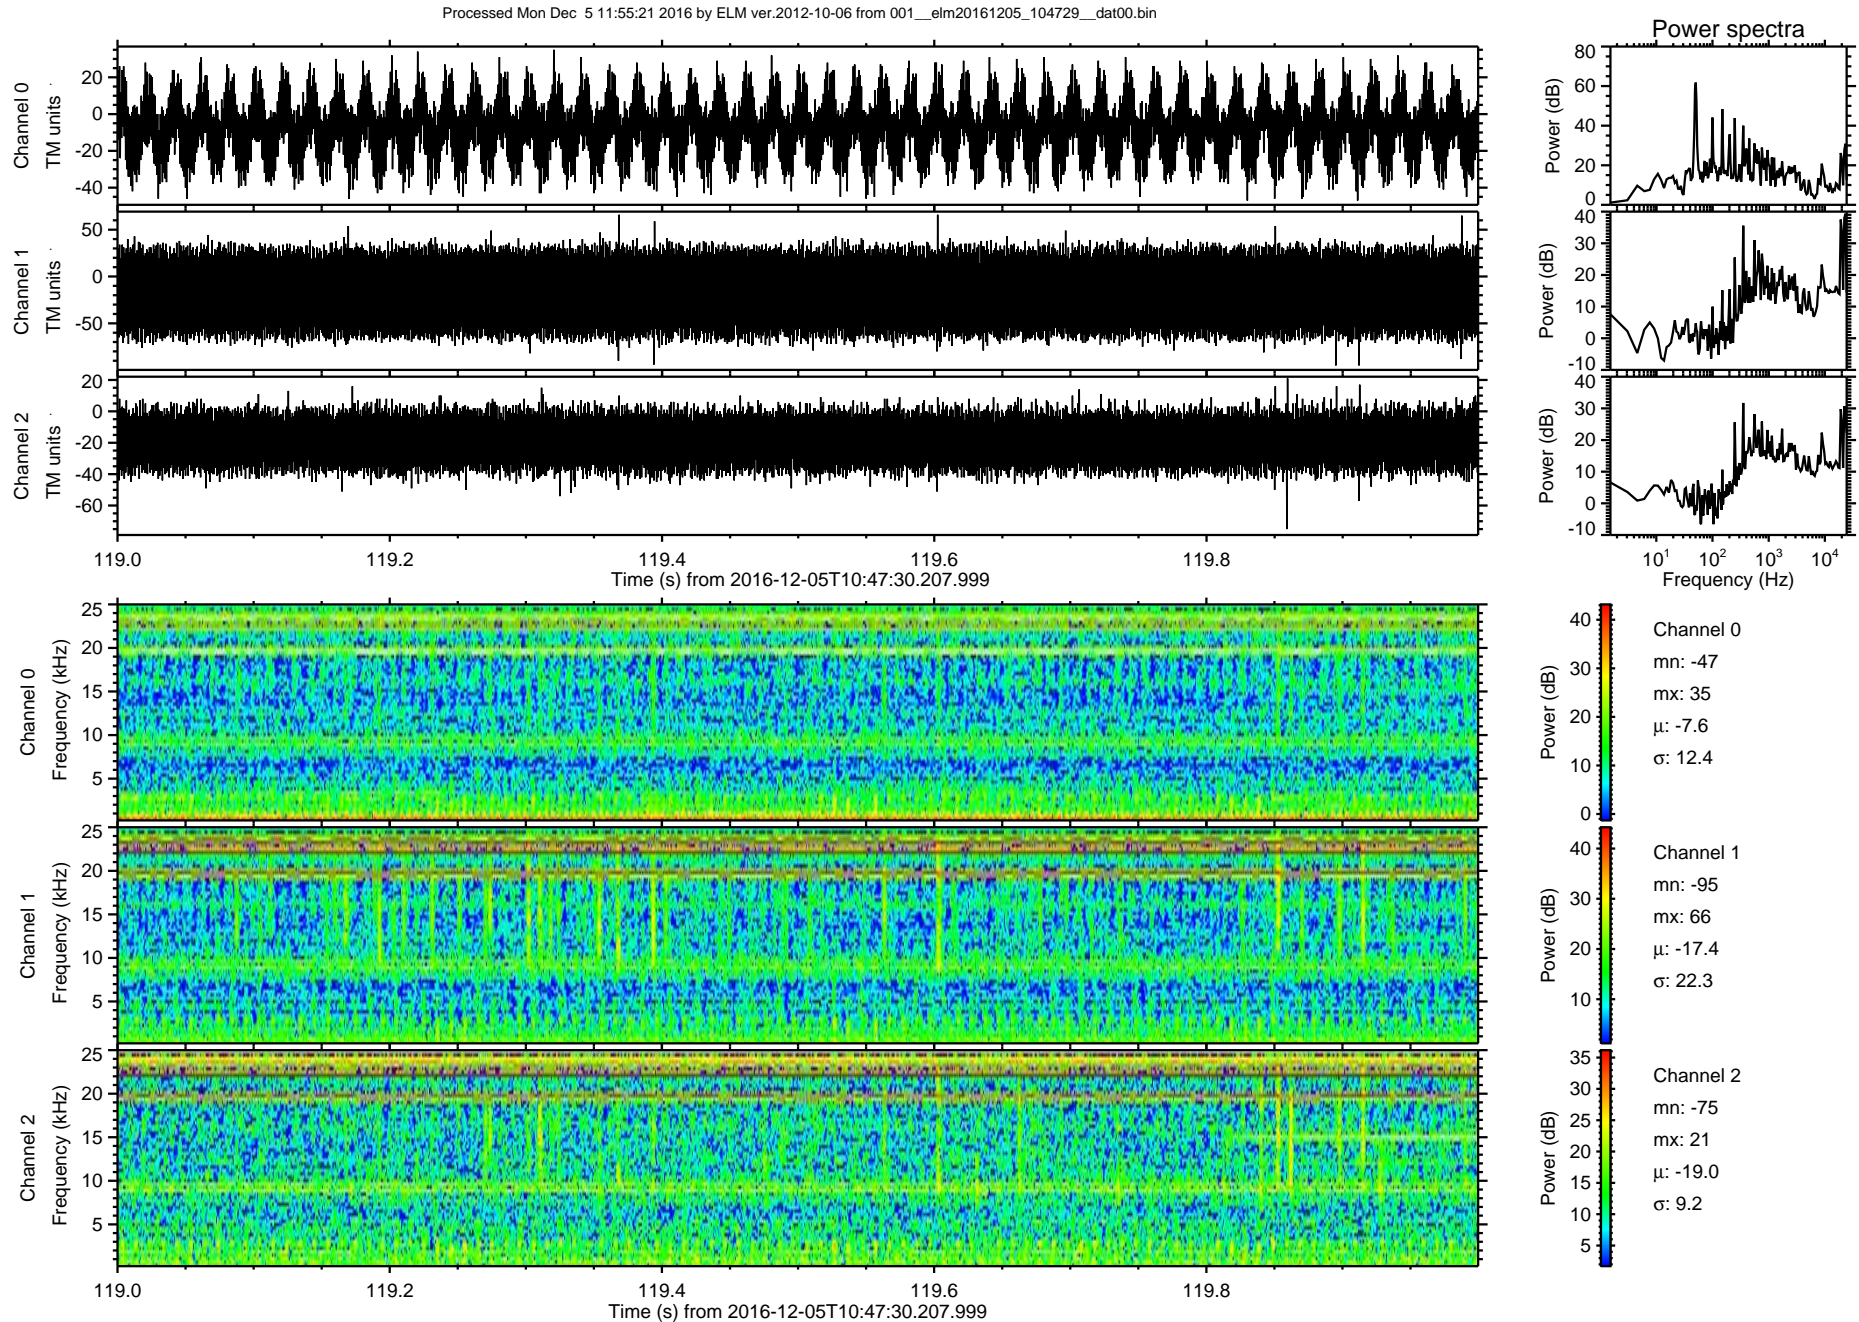 Processed Mon Dec  5 11:55:21 2016 by ELM ver.2012-10-06 from 001__elm20161205_104729__dat00.bin
Power spectra
Channel 0
TM units
20
0
-20
-40
Power (dB)
80
60
40
20
0
Channel 1
TM units
50
0
-50
Power (dB)
40
30
20
10
0
-10
Channel 2
TM units
20
0
-20
-40
-60
Power (dB)
40
30
20
10
0
-10
119.0 119.2 119.4 119.6 119.8
Time (s) from 2016-12-05T10:47:30.207.999
10¹ 10² 10³ 10⁴
Frequency (Hz)
Channel 0
Frequency (kHz)
25
20
15
10
5
Power (dB)
40
30
20
10
0
Channel 0
mn: -47
mx: 35
μ: -7.6
σ: 12.4
Channel 1
Frequency (kHz)
25
20
15
10
5
Power (dB)
40
30
20
10
Channel 1
mn: -95
mx: 66
μ: -17.4
σ: 22.3
Channel 2
Frequency (kHz)
25
20
15
10
5
Power (dB)
35
30
25
20
15
10
5
Channel 2
mn: -75
mx: 21
μ: -19.0
σ: 9.2
119.0 119.2 119.4 119.6 119.8
Time (s) from 2016-12-05T10:47:30.207.999